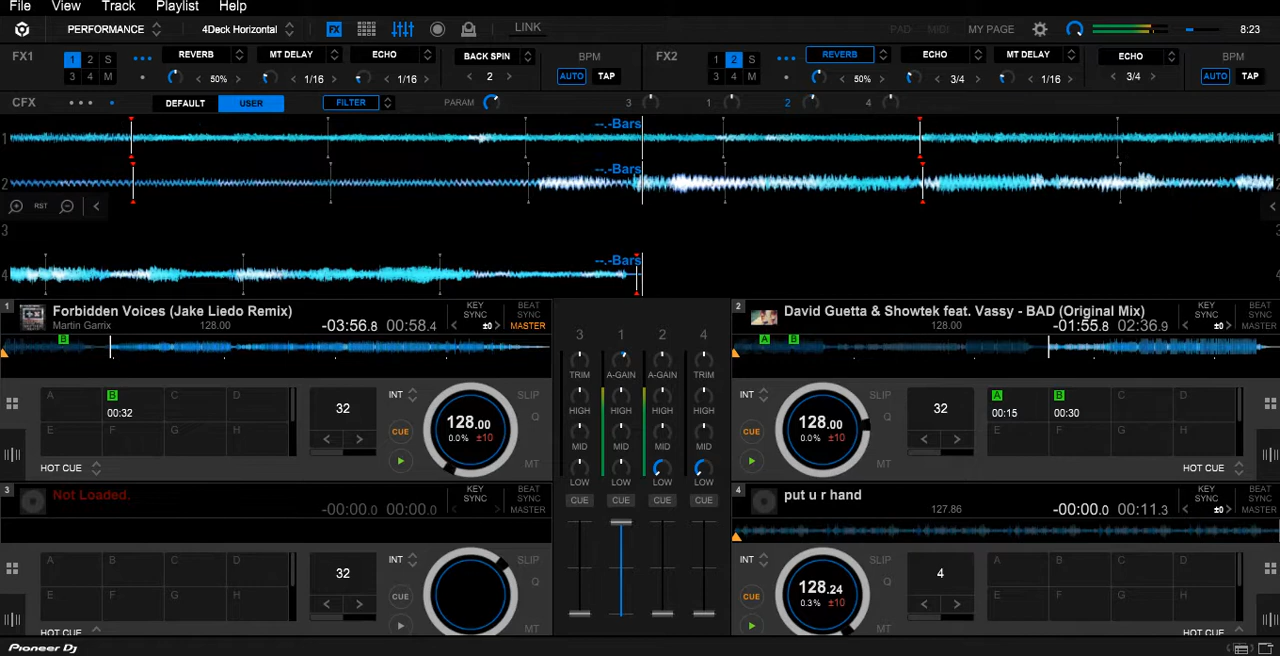 File View Track Playlist Help
PERFORMANCE 4Deck Horizontal FX LINK PAD MIDI MY PAGE 8:23
FX1 1 2 S REVERB MT DELAY ECHO BACK SPIN BPM FX2 1 2 S REVERB ECHO MT DELAY ECHO BPM
3 4 M 50% 1/16 1/16 2 AUTO TAP 3 4 M 50% 3/4 1/16 3/4 AUTO TAP
CFX DEFAULT USER FILTER PARAM 3 1 2 4
--.-Bars
1
--.-Bars
2 2
RST
3 3
--.-Bars
4 4
1 Forbidden Voices (Jake Liedo Remix) KEY SYNC ±0 BEAT SYNC MASTER
Martin Garrix 128.00 -03:56.8 00:58.4
B
A B C D
00:32
E F G H
32
INT
CUE
128.00
0.0% ±10
SLIP
Q
MT
HOT CUE
3 1 2 4
TRIM A-GAIN A-GAIN TRIM
HIGH HIGH HIGH HIGH
MID MID MID MID
LOW LOW LOW LOW
CUE CUE CUE CUE
2 David Guetta & Showtek feat. Vassy - BAD (Original Mix) KEY SYNC ±0 BEAT SYNC MASTER
128.00 -01:55.8 02:36.9
A B
INT
CUE
128.00
0.0% ±10
SLIP
Q
MT
32
A B C D
00:15 00:30
E F G H
HOT CUE
3 Not Loaded. KEY SYNC BEAT SYNC MASTER
-00:00.0 00:00.0
A B C D
E F G H
32
INT
CUE
SLIP
Q
MT
HOT CUE
4 put u r hand KEY SYNC ±0 BEAT SYNC MASTER
127.86 -00:00.0 00:11.3
INT
CUE
128.24
0.3% ±10
SLIP
Q
MT
4
A B C D
E F G H
HOT CUE
Pioneer Dj